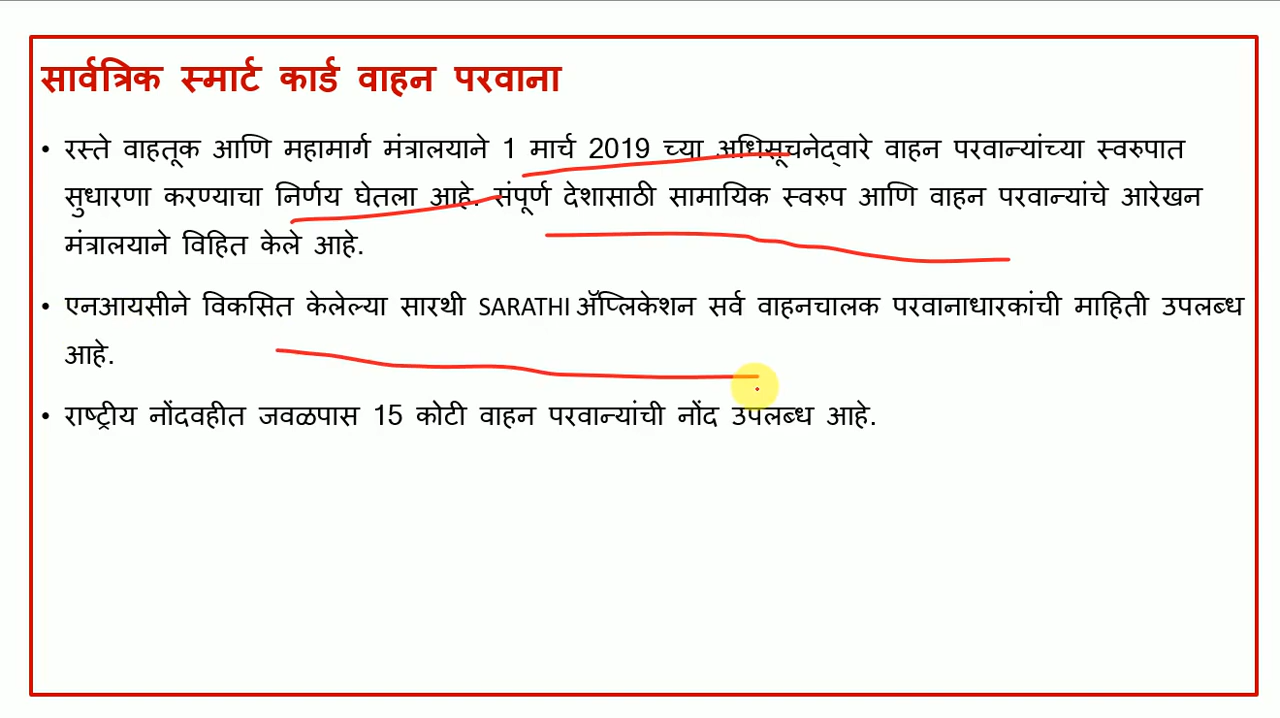 सार्वत्रिक स्मार्ट कार्ड वाहन परवाना
• रस्ते वाहतूक आणि महामार्ग मंत्रालयाने 1 मार्च 2019 च्या अधिसूचनेद्वारे वाहन परवान्यांच्या स्वरुपात
सुधारणा करण्याचा निर्णय घेतला आहे. संपूर्ण देशासाठी सामायिक स्वरुप आणि वाहन परवान्यांचे आरेखन
मंत्रालयाने विहित केले आहे.
• एनआयसीने विकसित केलेल्या सारथी SARATHI ॲप्लिकेशन सर्व वाहनचालक परवानाधारकांची माहिती उपलब्ध
आहे.
• राष्ट्रीय नोंदवहीत जवळपास 15 कोटी वाहन परवान्यांची नोंद उपलब्ध आहे.